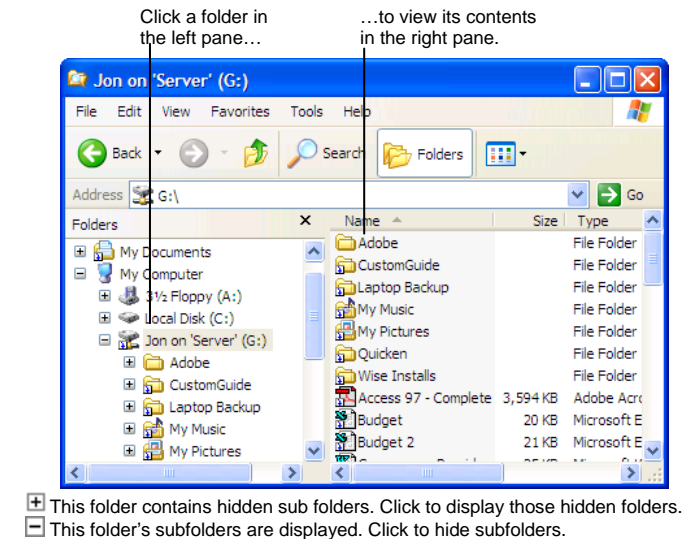 Click a folder in
the left pane…
…to view its contents
in the right pane.
Jon on 'Server' (G:)
File Edit View Favorites Tools Help
Back Search Folders
Address G:\ Go
Folders × Name Size Type
My Documents
My Computer
3½ Floppy (A:)
Local Disk (C:)
Jon on 'Server' (G:)
Adobe
CustomGuide
Laptop Backup
My Music
My Pictures
Adobe File Folder
CustomGuide File Folder
Laptop Backup File Folder
My Music File Folder
My Pictures File Folder
Quicken File Folder
Wise Installs File Folder
Access 97 - Complete 3,594 KB Adobe Acro
Budget 20 KB Microsoft E
Budget 2 21 KB Microsoft E
This folder contains hidden sub folders. Click to display those hidden folders.
This folder's subfolders are displayed. Click to hide subfolders.